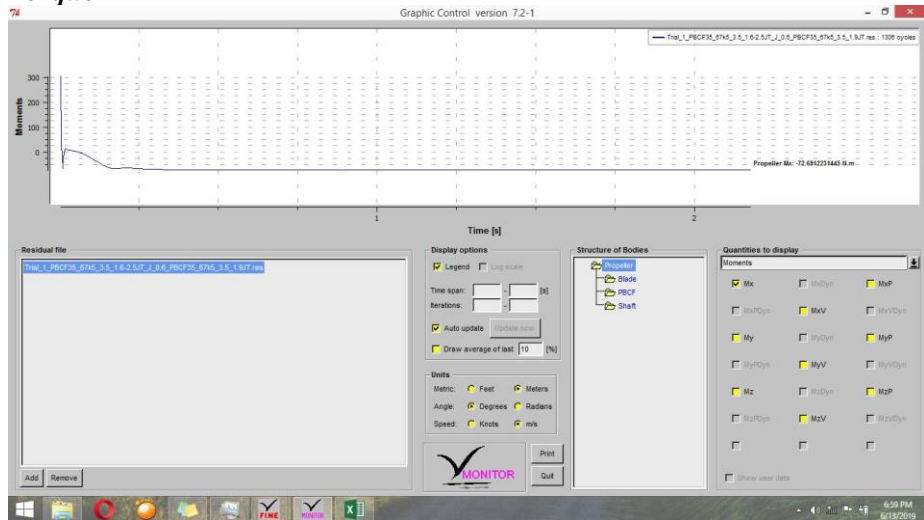 Graphic Control version 7.2-1
Trial_1_PBCF35_67k5_3.5_1.6-2.5JT_J_0.6_PBCF35_67k5_3.5_1.9JT.res : 1306 cycles
Moments
300
200
100
0
Propeller Mx: -72.6912231445 N.m
1
2
Time [s]
Residual file
Trial_1_PBCF35_67k5_3.5_1.6-2.5JT_J_0.6_PBCF35_67k5_3.5_1.9JT.res
Add
Remove
Display options
Legend
Log scale
Time span:
-
[s]
Iterations:
-
Auto update
Update now
Draw average of last
10
[%]
Units
Metric:
Feet
Meters
Angle:
Degrees
Radians
Speed:
Knots
m/s
MONITOR
Print
Quit
Structure of Bodies
Propeller
Blade
PBCF
Shaft
Quantities to display
Moments
Mx
MxDyn
MxP
MxPDyn
MxV
MxVDyn
My
MyDyn
MyP
MyPDyn
MyV
MyVDyn
Mz
MzDyn
MzP
MzPDyn
MzV
MzVDyn
Show user data
FINE
MONITOR
6:59 PM
6/13/2019